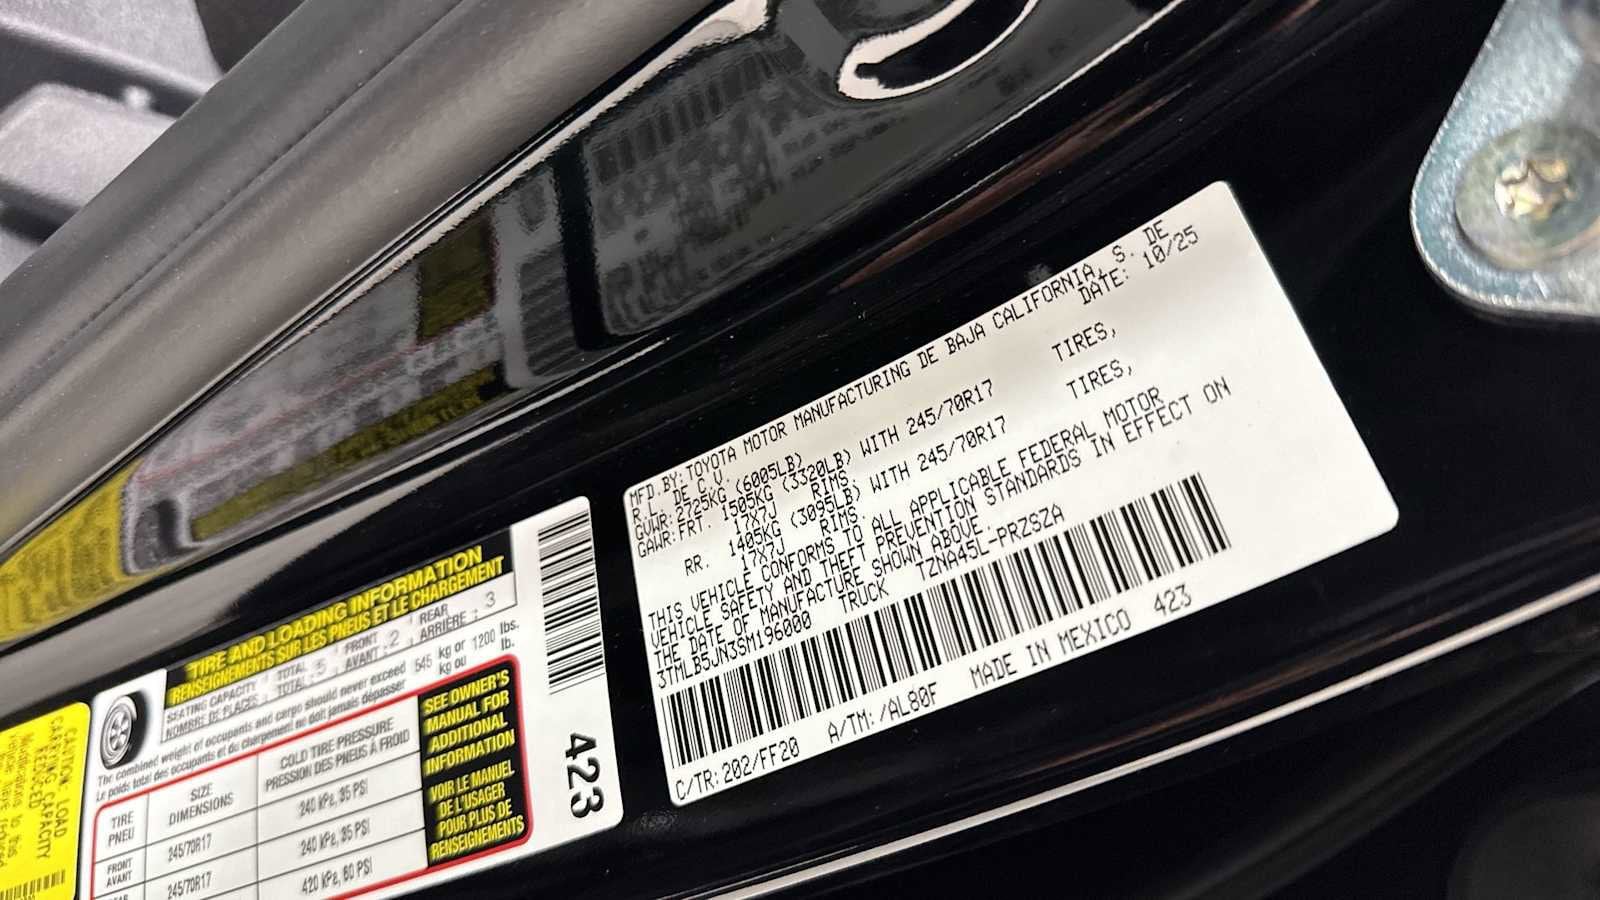 MFD.BY:TOYOTA MOTOR MANUFACTURING DE BAJA CALIFORNIA, S. DE
R.L. DE C.V. DATE: 10/25
GVWR: 2725KG (6005LB)
GAWR: FRT. 1505KG (3320LB) WITH 245/70R17 TIRES,
17X7J RIMS
RR. 1405KG (3095LB) WITH 245/70R17 TIRES,
17X7J RIMS
THIS VEHICLE CONFORMS TO ALL APPLICABLE FEDERAL MOTOR
VEHICLE SAFETY AND THEFT PREVENTION STANDARDS IN EFFECT ON
THE DATE OF MANUFACTURE SHOWN ABOVE.
3TMLB5JN3SM196000 TRUCK TZNA45L-PRZSZA
C/TR:202/FF20 A/TM:/AL80F MADE IN MEXICO 423
TIRE AND LOADING INFORMATION
RENSEIGNEMENTS SUR LES PNEUS ET LE CHARGEMENT
SEATING CAPACITY TOTAL FRONT REAR
NOMBRE DE PLACES : TOTAL : 5 AVANT : 2 ARRIÈRE : 3
The combined weight of occupants and cargo should never exceed 545 kg or 1200 lbs.
Le poids total des occupants et du chargement ne doit jamais dépasser kg ou lb.
TIRE SIZE COLD TIRE PRESSURE
PNEU DIMENSIONS PRESSION DES PNEUS À FROID
FRONT
AVANT 245/70R17 240 kPa, 35 PSI
245/70R17 240 kPa, 35 PSI
420 kPa, 60 PSI
SEE OWNER'S
MANUAL FOR
ADDITIONAL
INFORMATION
VOIR LE MANUEL
DE L'USAGER
POUR PLUS DE
RENSEIGNEMENTS
423
CAUTION, LOAD
CARRYING CAPACITY
REDUCED
Modifications to this